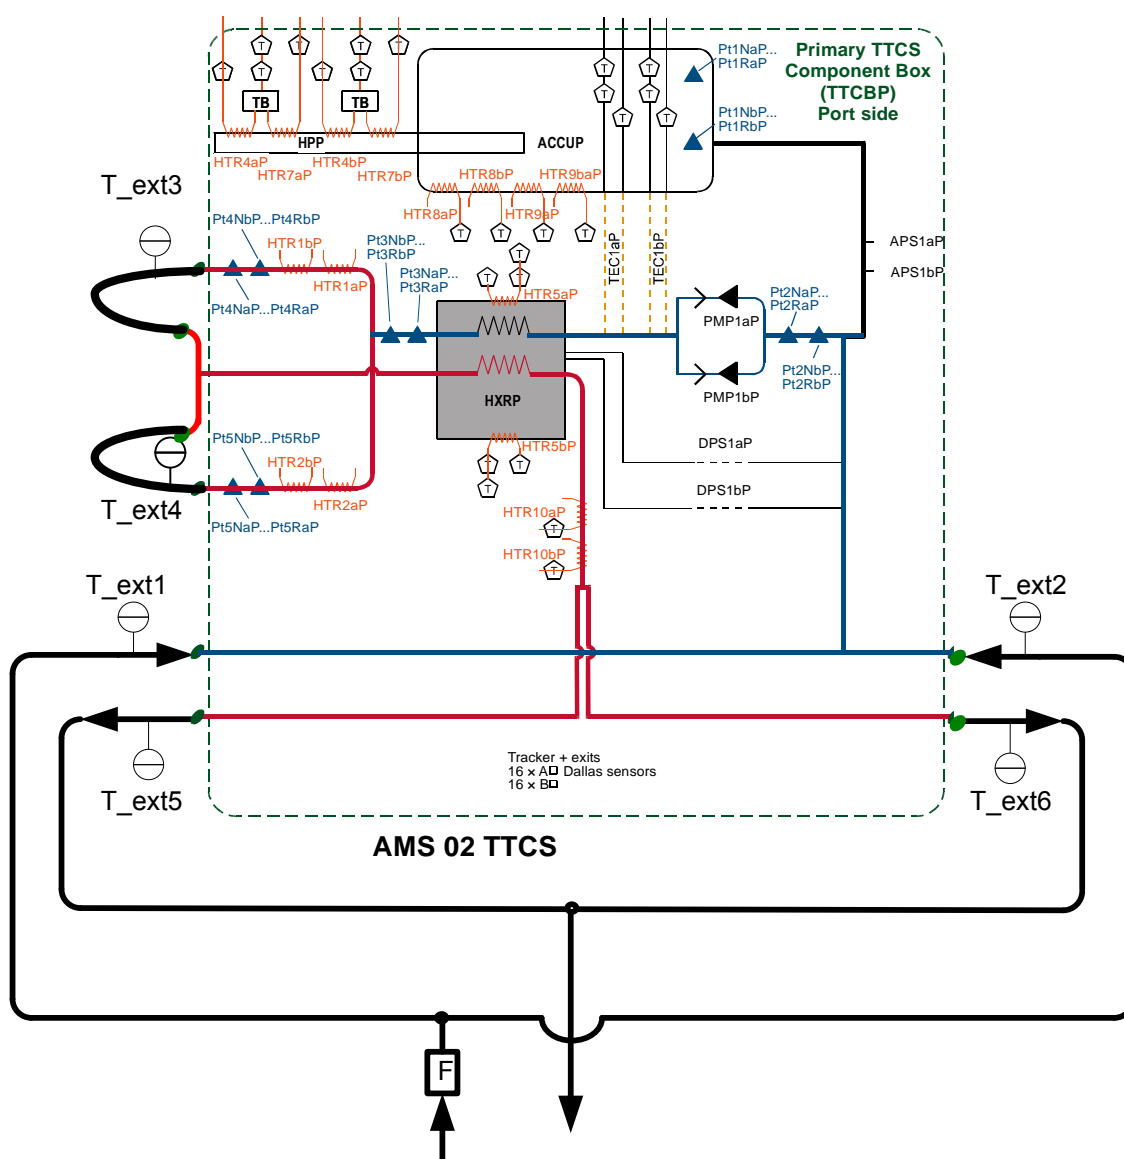 T
T
T
T
T
T
T
T
TB
TB
HPP
HTR4aP
HTR7aP
HTR4bP
HTR7bP
ACCUP
T
T
T
T
T
T
Pt1NaP...
Pt1RaP
Pt1NbP...
Pt1RbP
Primary TTCS
Component Box
(TTCBP)
Port side
HTR8bP
HTR9baP
HTR8aP
HTR9aP
T
T
T
T
TEC1aP
TEC1bP
APS1aP
APS1bP
T_ext3
Pt4NbP...Pt4RbP
HTR1bP
HTR1aP
Pt4NaP...Pt4RaP
Pt3NbP...
Pt3RbP
Pt3NaP...
Pt3RaP
T
T
T
HTR5aP
HXRP
HTR5bP
T
T
T
PMP1aP
PMP1bP
Pt2NaP...
Pt2RaP
Pt2NbP...
Pt2RbP
DPS1aP
DPS1bP
Pt5NbP...Pt5RbP
HTR2bP
HTR2aP
Pt5NaP...Pt5RaP
T_ext4
HTR10aP
T
HTR10bP
T
T_ext1
T_ext2
T_ext5
T_ext6
Tracker + exits
16 × A□ Dallas sensors
16 × B□
AMS 02 TTCS
F